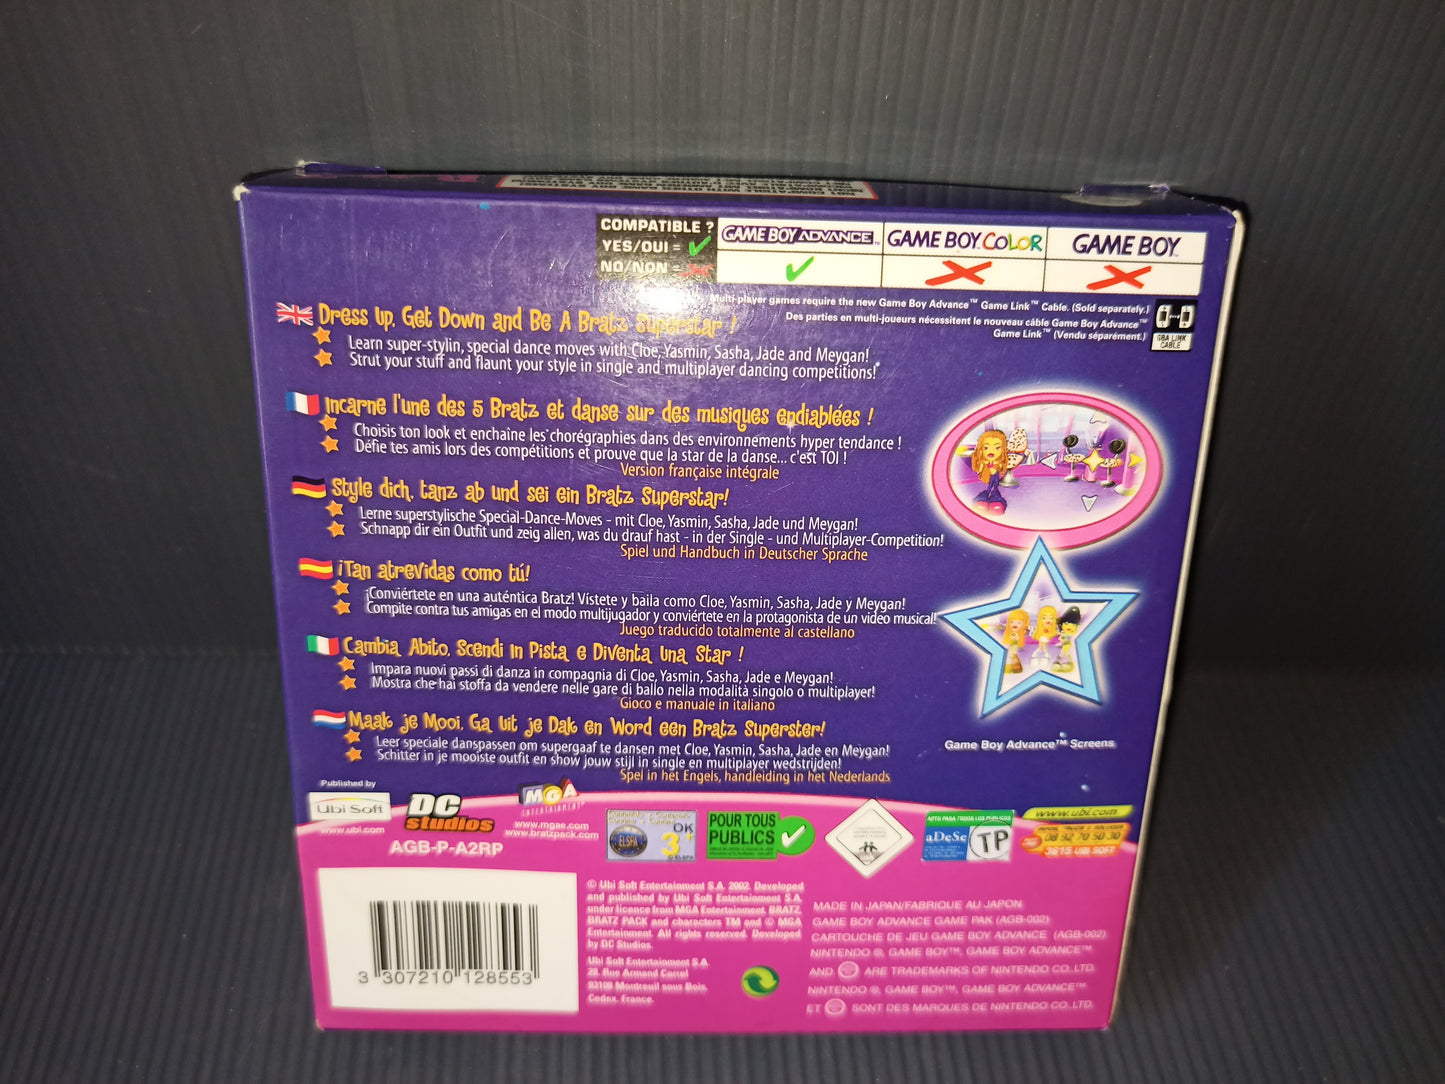 COMPATIBLE ?
YES/OUI =
NO/NON =
GAME BOY ADVANCE™
GAME BOY COLOR
GAME BOY™
Multi-player games require the new Game Boy Advance™ Game Link™ Cable. (Sold separately.)
Des parties en multi-joueurs nécessitent le nouveau câble Game Boy Advance™
Game Link™ (Vendu séparément.)
GBA LINK
CABLE
Dress Up, Get Down and Be A Bratz Superstar !
Learn super-stylin, special dance moves with Cloe, Yasmin, Sasha, Jade and Meygan!
Strut your stuff and flaunt your style in single and multiplayer dancing competitions!
Incarne l'une des 5 Bratz et danse sur des musiques endiablées !
Choisis ton look et enchaîne les chorégraphies dans des environnements hyper tendance !
Défie tes amis lors des compétitions et prouve que la star de la danse... c'est TOI !
Version française intégrale
Style dich, tanz ab und sei ein Bratz Superstar!
Lerne superstylische Special-Dance-Moves - mit Cloe, Yasmin, Sasha, Jade und Meygan!
Schnapp dir ein Outfit und zeig allen, was du drauf hast - in der Single - und Multiplayer-Competition!
Spiel und Handbuch in Deutscher Sprache
¡Tan atrevidas como tú!
¡Conviértete en una auténtica Bratz! Vístete y baila como Cloe, Yasmin, Sasha, Jade y Meygan!
Compite contra tus amigas en el modo multijugador y conviértete en la protagonista de un video musical!
Juego traducido totalmente al castellano
Cambia Abito, Scendi in Pista e Diventa Una Star !
Impara nuovi passi di danza in compagnia di Cloe, Yasmin, Sasha, Jade e Meygan!
Mostra che hai stoffa da vendere nelle gare di ballo nella modalità singolo o multiplayer!
Gioco e manuale in italiano
Maak je Mooi, Ga Uit je Dak en Word een Bratz Superster!
Leer speciale danspassen om supergaaf te dansen met Cloe, Yasmin, Sasha, Jade en Meygan!
Schitter in je mooiste outfit en show jouw stijl in single en multiplayer wedstrijden!
Spel in het Engels, handleiding in het Nederlands
Game Boy Advance™ Screens
Published by
Ubi Soft
www.ubi.com
DC
studios
MGA
ENTERTAINMENT
www.mgae.com
www.bratzpack.com
AGB-P-A2RP
ELSPA
OK
3+
POUR TOUS
PUBLICS
APTO PARA TODOS LOS PUBLICOS
aDeSe
TP
www.ubi.com
08 92 70 50 30
3615 UBI SOFT
3 307210 128553
© Ubi Soft Entertainment S.A. 2002. Developed
and published by Ubi Soft Entertainment S.A.
under licence from MGA Entertainment. BRATZ,
BRATZ PACK and characters TM and © MGA
Entertainment. All rights reserved. Developed
by DC Studios.
Ubi Soft Entertainment S.A.
28, Rue Armand Carrel
93108 Montreuil sous Bois,
Cedex. France.
MADE IN JAPAN/FABRIQUE AU JAPON
GAME BOY ADVANCE GAME PAK (AGB-002)
CARTOUCHE DE JEU GAME BOY ADVANCE (AGB-002)
NINTENDO ®, GAME BOY™, GAME BOY ADVANCE™
AND ARE TRADEMARKS OF NINTENDO CO.,LTD.
NINTENDO ®, GAME BOY™, GAME BOY ADVANCE™
ET SONT DES MARQUES DE NINTENDO CO.,LTD.